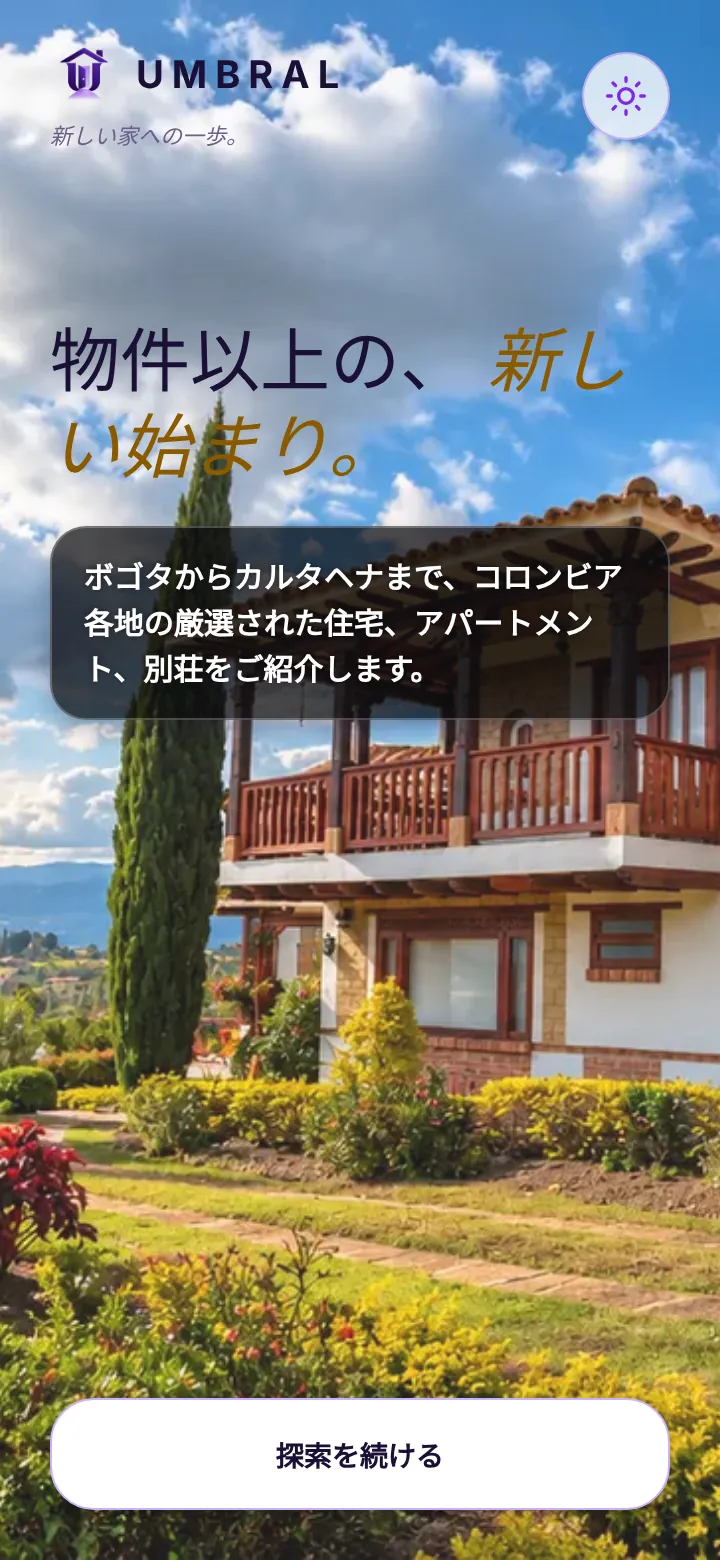 UMBRAL
新しい家への一歩。
物件以上の、 新し
い始まり。
ボゴタからカルタヘナまで、コロンビア
各地の厳選された住宅、アパートメン
ト、別荘をご紹介します。
探索を続ける